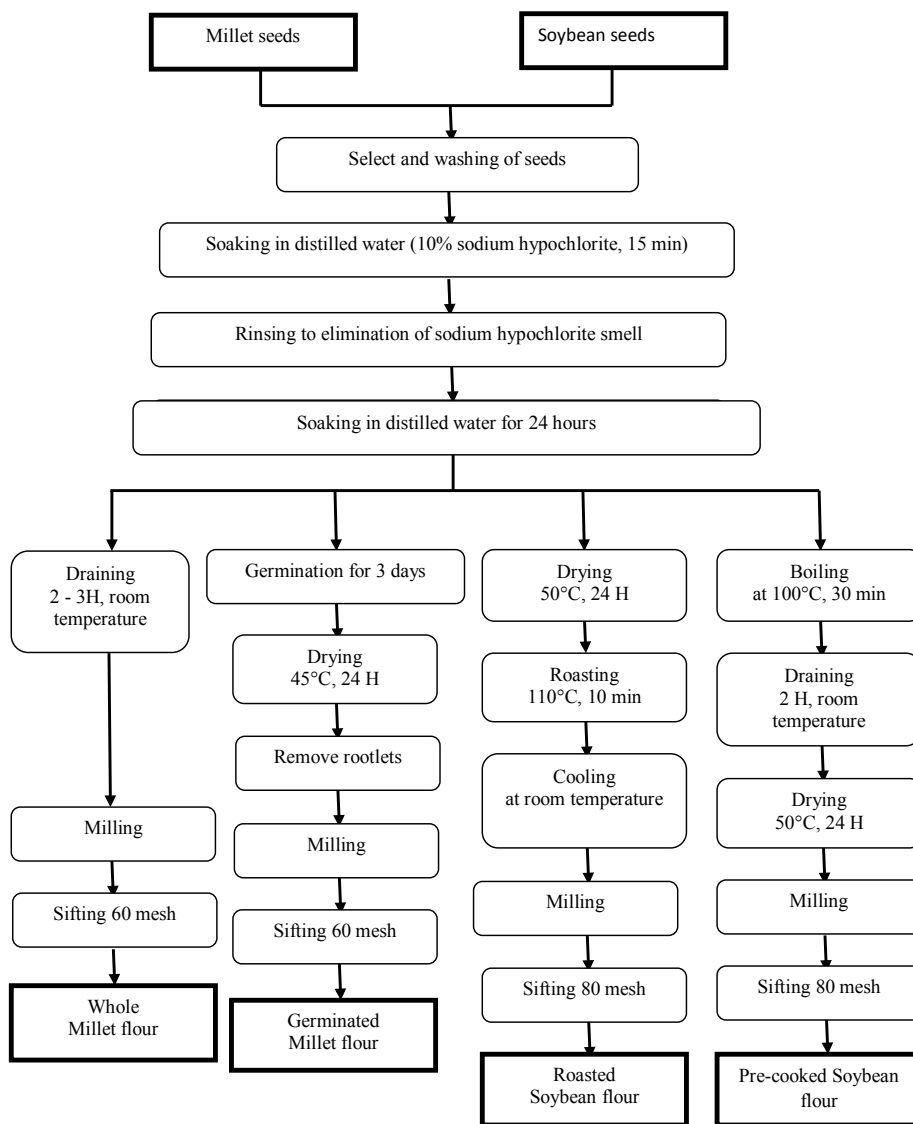 Millet seeds
Soybean seeds
Select and washing of seeds
Soaking in distilled water (10% sodium hypochlorite, 15 min)
Rinsing to elimination of sodium hypochlorite smell
Soaking in distilled water for 24 hours
Draining
2 - 3H, room
temperature
Milling
Sifting 60 mesh
Whole
Millet flour
Germination for 3 days
Drying
45°C, 24 H
Remove rootlets
Milling
Sifting 60 mesh
Germinated
Millet flour
Drying
50°C, 24 H
Roasting
110°C, 10 min
Cooling
at room temperature
Milling
Sifting 80 mesh
Roasted
Soybean flour
Boiling
at 100°C, 30 min
Draining
2 H, room
temperature
Drying
50°C, 24 H
Milling
Sifting 80 mesh
Pre-cooked Soybean
flour